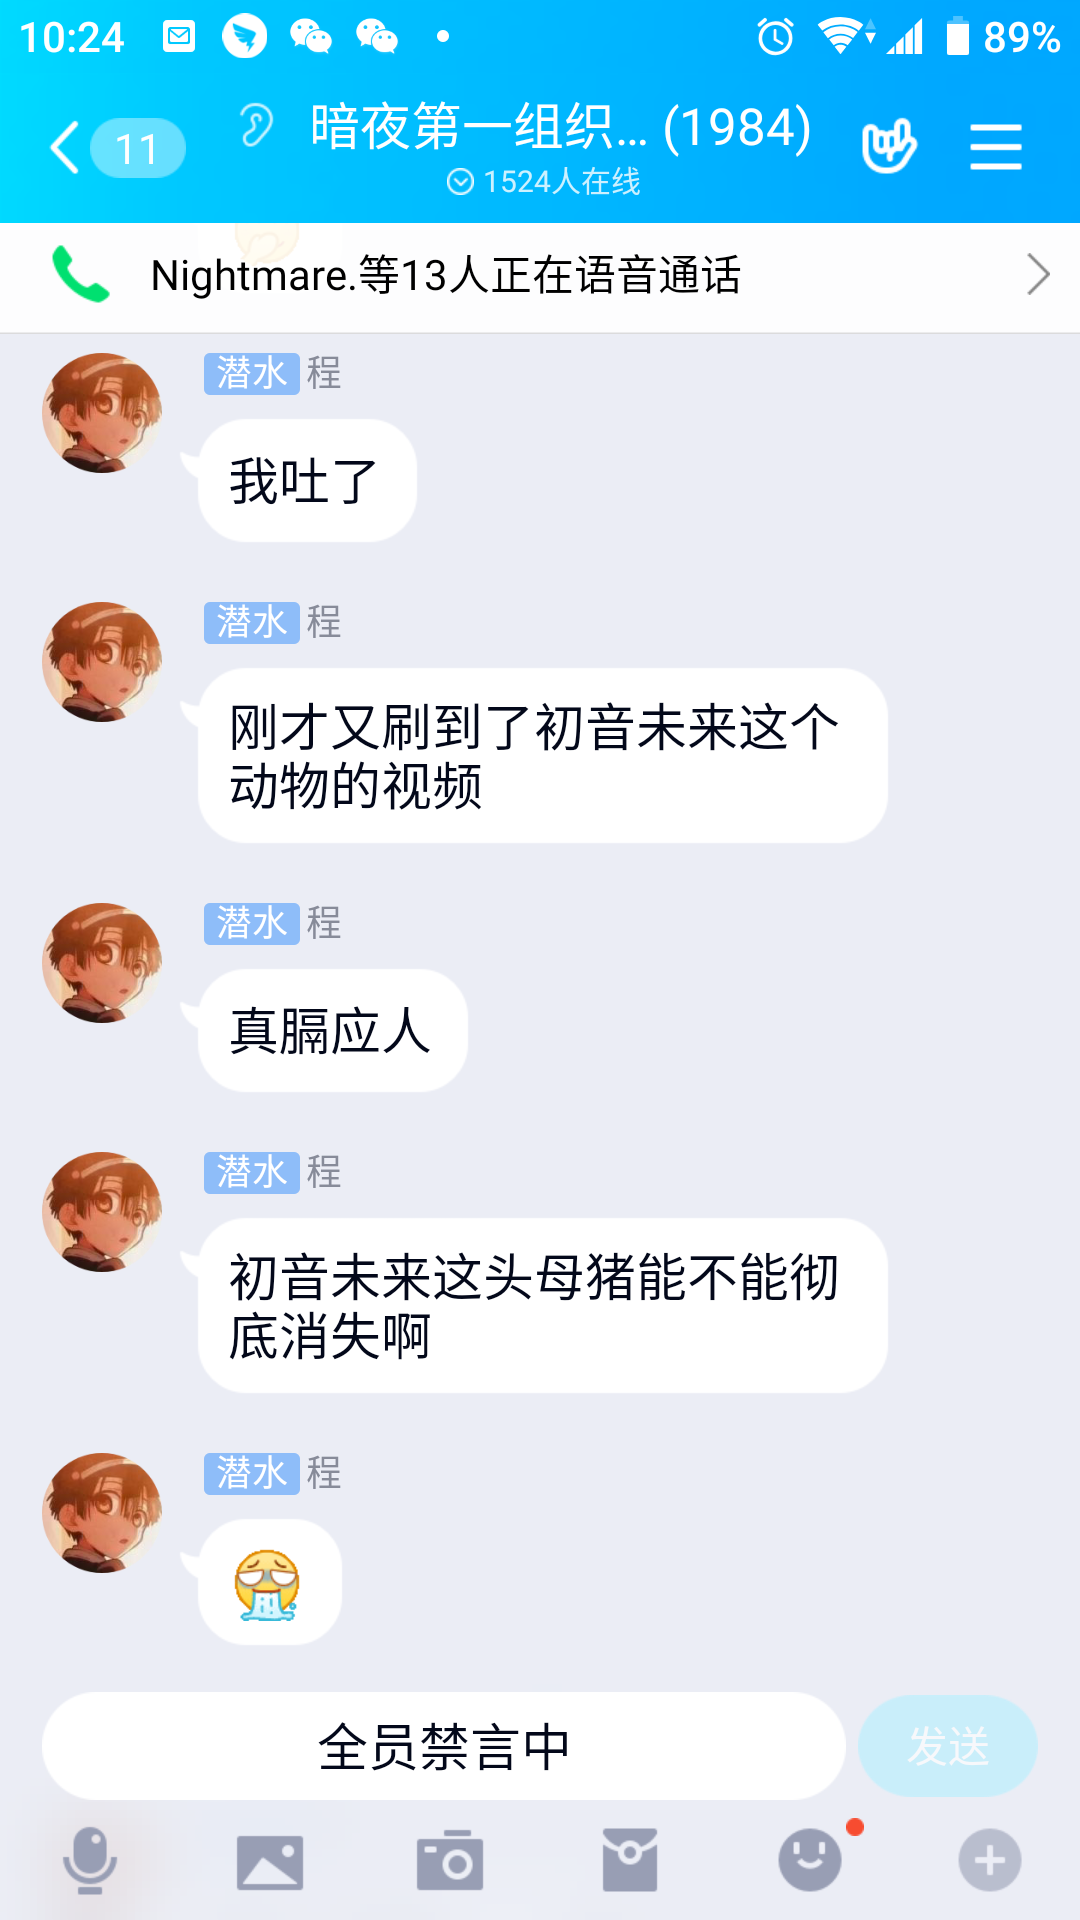 10:24
89%
11
暗夜第一组织... (1984)
1524人在线
Nightmare.等13人正在语音通话
潜水 程
我吐了
潜水 程
刚才又刷到了初音未来这个
动物的视频
潜水 程
真膈应人
潜水 程
初音未来这头母猪能不能彻
底消失啊
潜水 程
全员禁言中
发送